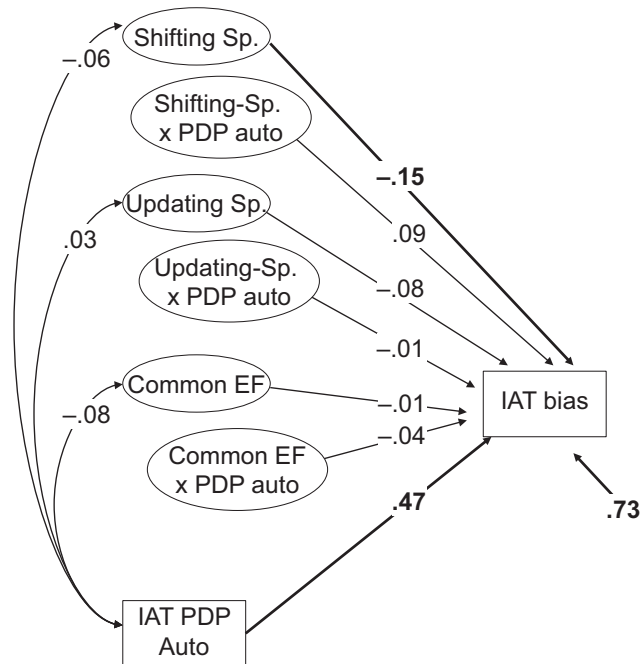 Shifting Sp.
–.06
Shifting-Sp.
x PDP auto
–.15
Updating Sp.
.03
.09
Updating-Sp.
x PDP auto
–.08
–.01
Common EF
–.08
–.01
IAT bias
–.04
Common EF
x PDP auto
.47
.73
IAT PDP
Auto